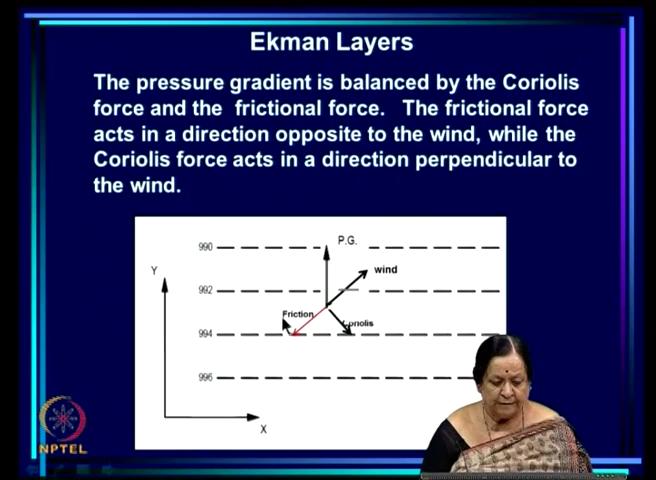 Ekman Layers
The pressure gradient is balanced by the Coriolis
force and the frictional force. The frictional force
acts in a direction opposite to the wind, while the
Coriolis force acts in a direction perpendicular to
the wind.
990
P.G.
Y
wind
992
Friction
Coriolis
994
996
X
NPTEL